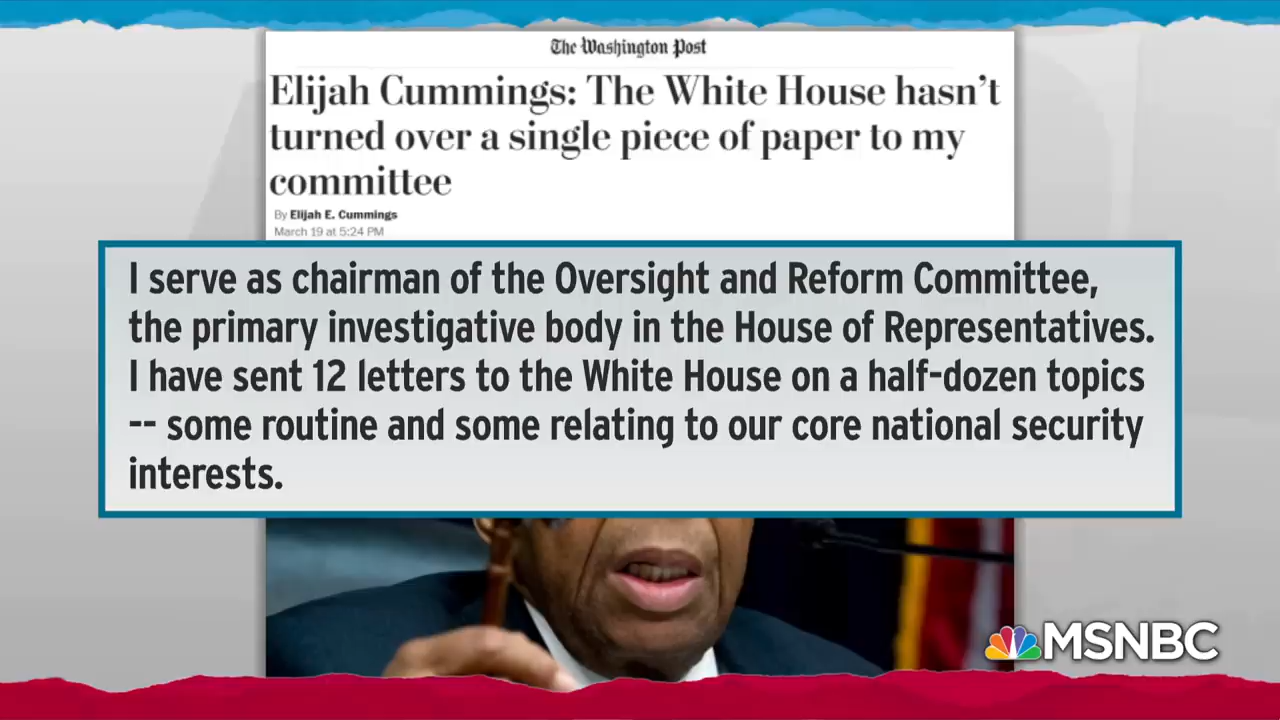 The Washington Post
Elijah Cummings: The White House hasn't
turned over a single piece of paper to my
committee
By Elijah E. Cummings
March 19 at 5:24 PM
I serve as chairman of the Oversight and Reform Committee,
the primary investigative body in the House of Representatives.
I have sent 12 letters to the White House on a half-dozen topics
-- some routine and some relating to our core national security
interests.
MSNBC